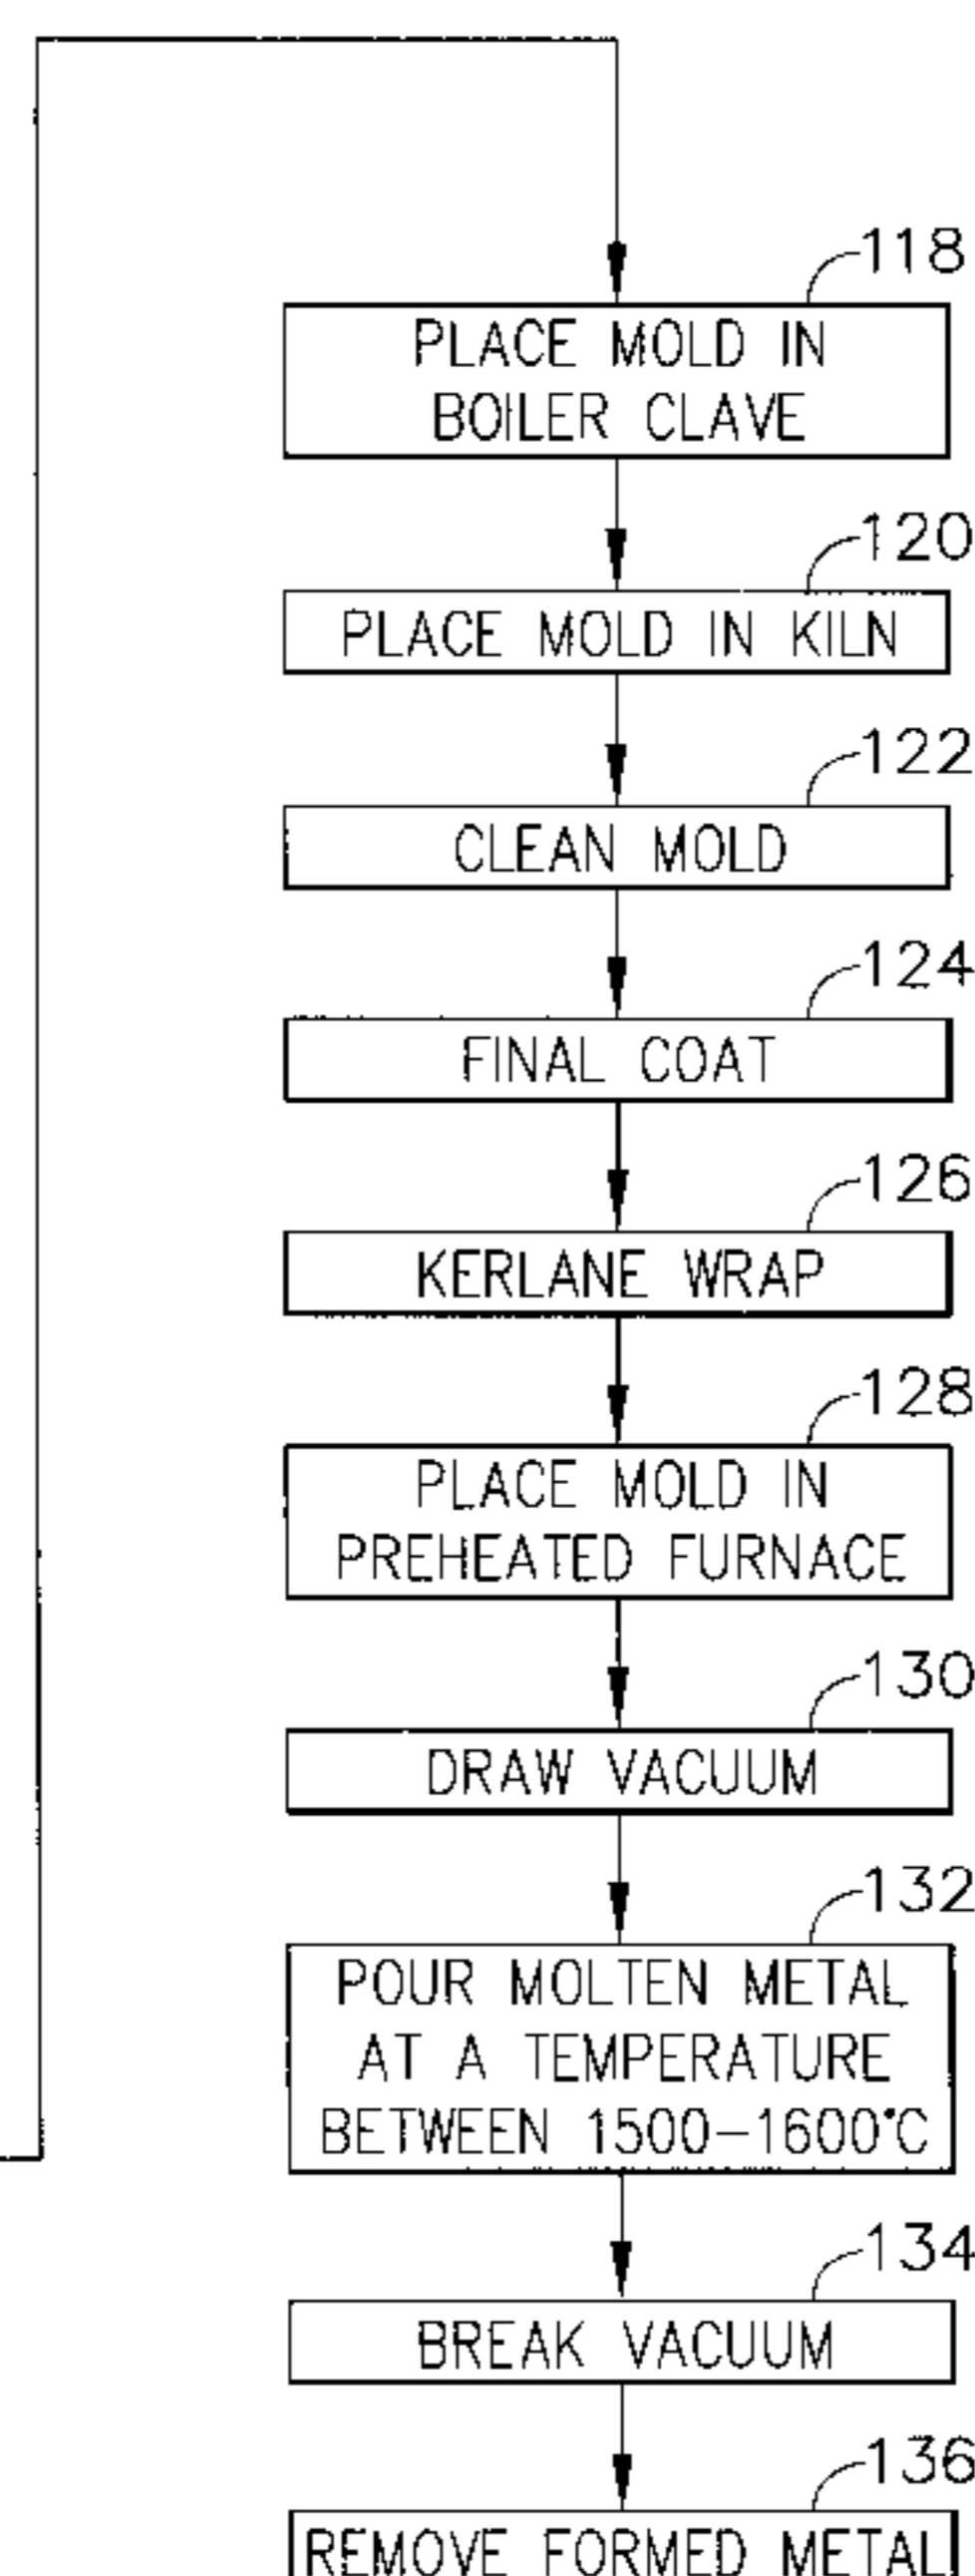 118
PLACE MOLD IN
BOILER CLAVE
120
PLACE MOLD IN KILN
122
CLEAN MOLD
124
FINAL COAT
126
KERLANE WRAP
128
PLACE MOLD IN
PREHEATED FURNACE
130
DRAW VACUUM
132
POUR MOLTEN METAL
AT A TEMPERATURE
BETWEEN 1500-1600°C
134
BREAK VACUUM
136
REMOVE FORMED METAL